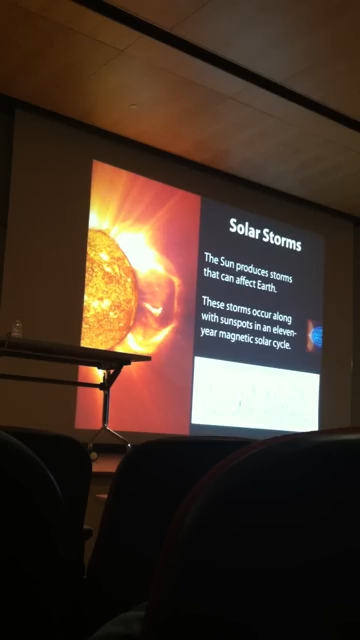 Solar Storms
The Sun produces storms
that can affect Earth.
These storms occur along
with sunspots in an eleven-
year magnetic solar cycle.